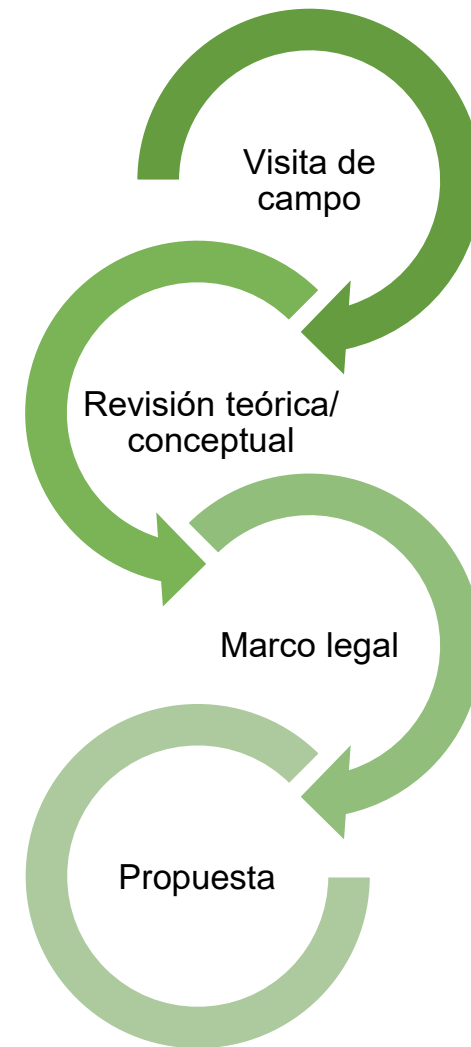 Visita de
campo
Revisión teórica/
conceptual
Marco legal
Propuesta